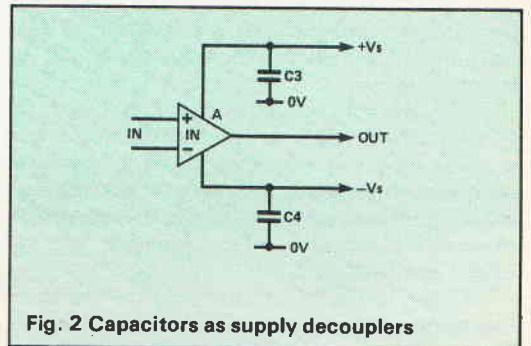 +Vs
C3
0V
A
+
IN
IN
OUT
−
−Vs
C4
0V
Fig. 2 Capacitors as supply decouplers